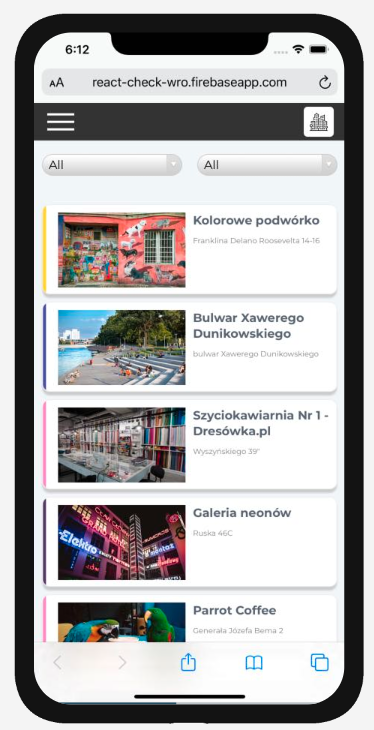 6:12
AA react-check-wro.firebaseapp.com
All
All
Kolorowe podwórko
Franklina Delano Roosevelta 14-16
Bulwar Xawerego
Dunikowskiego
bulwar Xawerego Dunikowskiego
Szyciokawiarnia Nr 1 -
Dresówka.pl
Wyszyńskiego 39"
Galeria neonów
Ruska 46C
Elektro
Parrot Coffee
Generała Józefa Bema 2